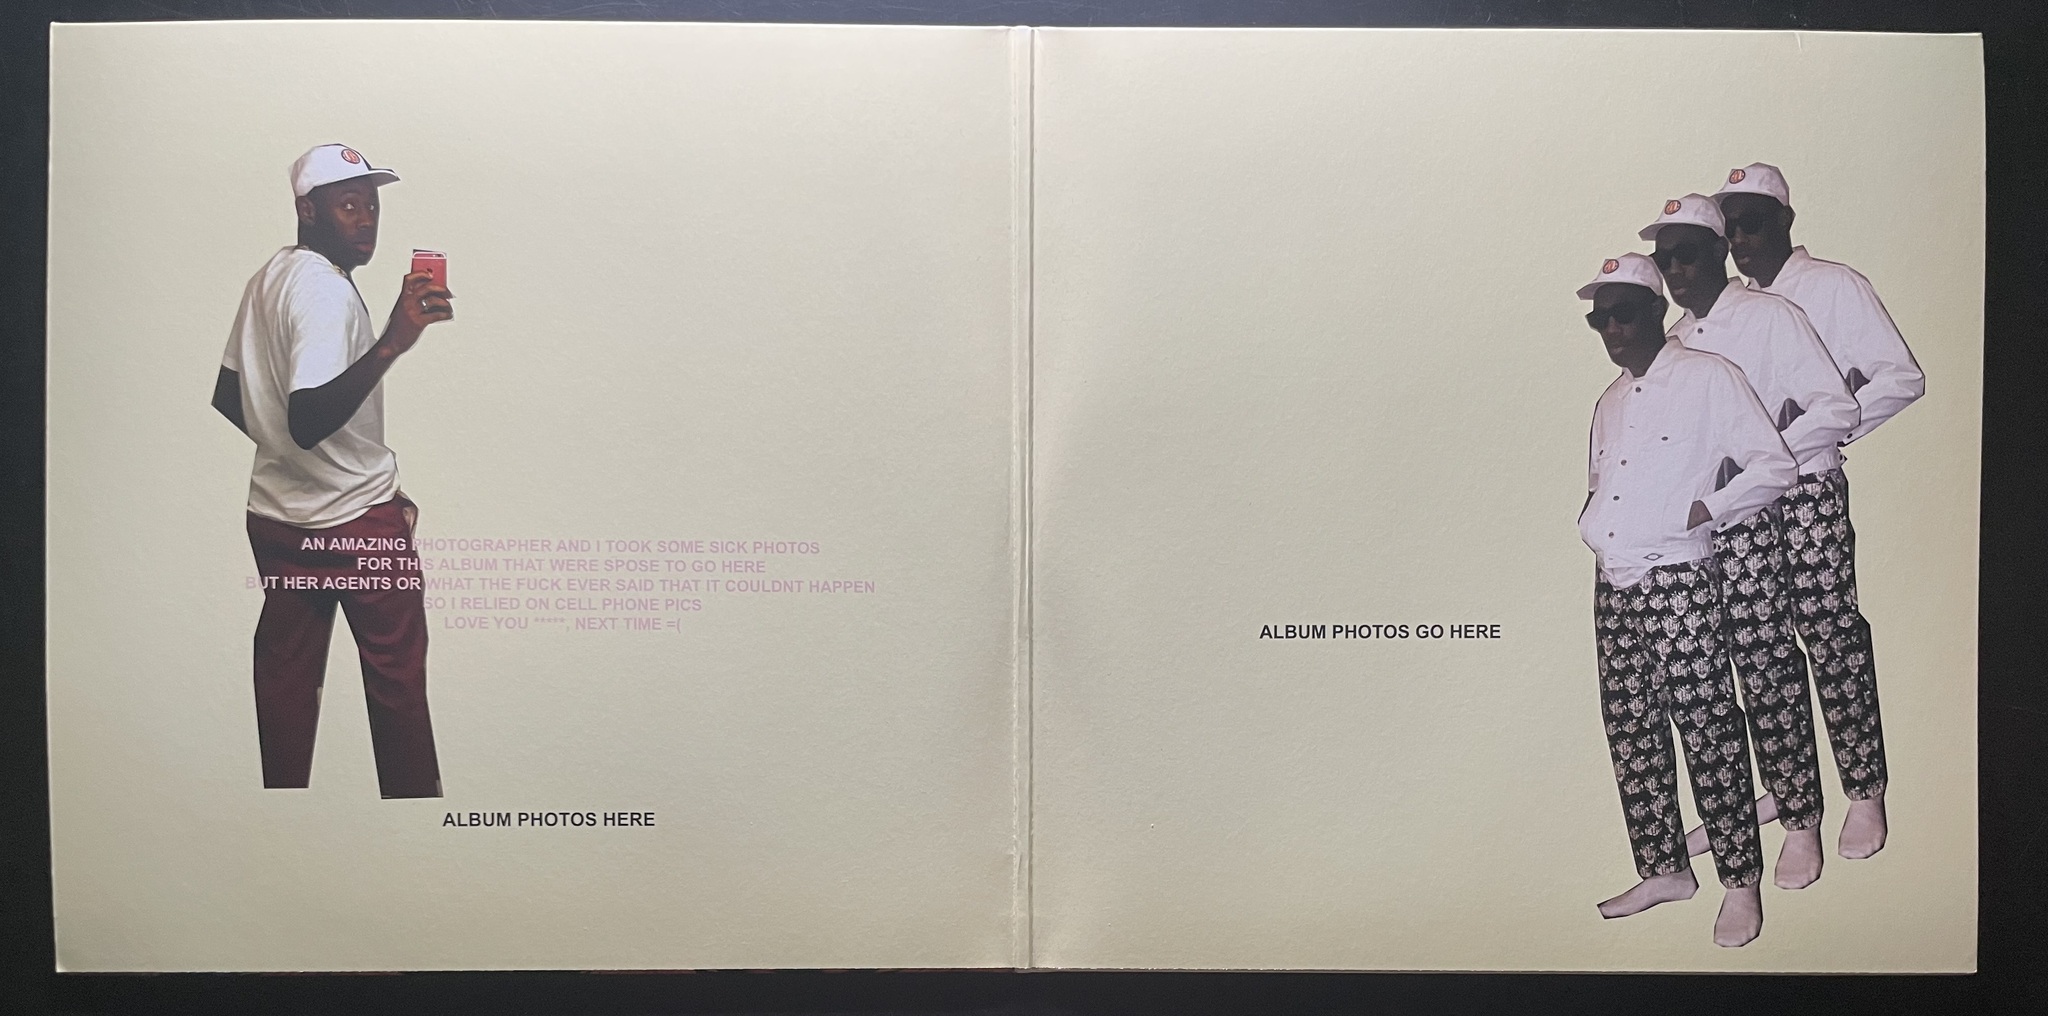 AN AMAZING PHOTOGRAPHER AND I TOOK SOME SICK PHOTOS
FOR THIS ALBUM THAT WERE SPOSE TO GO HERE
BUT HER AGENTS OR WHAT THE FUCK EVER SAID THAT IT COULDNT HAPPEN
SO I RELIED ON CELL PHONE PICS
LOVE YOU *****, NEXT TIME =(
ALBUM PHOTOS HERE
ALBUM PHOTOS GO HERE